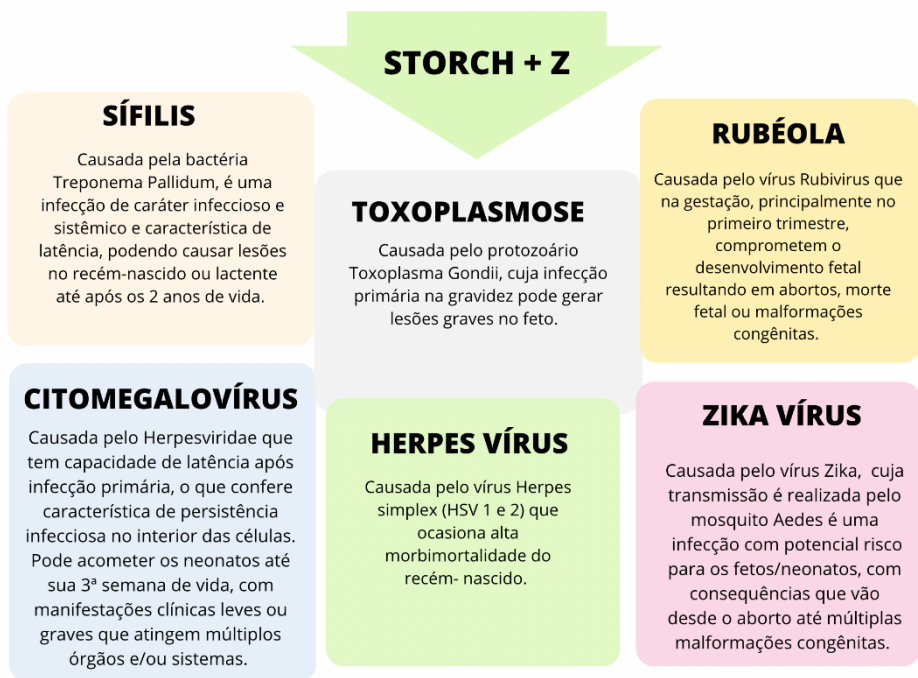 STORCH + Z
SÍFILIS
Causada pela bactéria
Treponema Pallidum, é uma
infecção de caráter infeccioso e
sistêmico e característica de
latência, podendo causar lesões
no recém-nascido ou lactente
até após os 2 anos de vida.
TOXOPLASMOSE
Causada pelo protozoário
Toxoplasma Gondii, cuja infecção
primária na gravidez pode gerar
lesões graves no feto.
RUBÉOLA
Causada pelo vírus Rubivirus que
na gestação, principalmente no
primeiro trimestre,
comprometem o
desenvolvimento fetal
resultando em abortos, morte
fetal ou malformações
congênitas.
CITOMEGALOVÍRUS
Causada pelo Herpesviridae que
tem capacidade de latência após
infecção primária, o que confere
característica de persistência
infecciosa no interior das células.
Pode acometer os neonatos até
sua 3ª semana de vida, com
manifestações clínicas leves ou
graves que atingem múltiplos
órgãos e/ou sistemas.
HERPES VÍRUS
Causada pelo vírus Herpes
simplex (HSV 1 e 2) que
ocasiona alta
morbimortalidade do
recém- nascido.
ZIKA VÍRUS
Causada pelo vírus Zika, cuja
transmissão é realizada pelo
mosquito Aedes é uma
infecção com potencial risco
para os fetos/neonatos, com
consequências que vão
desde o aborto até múltiplas
malformações congênitas.